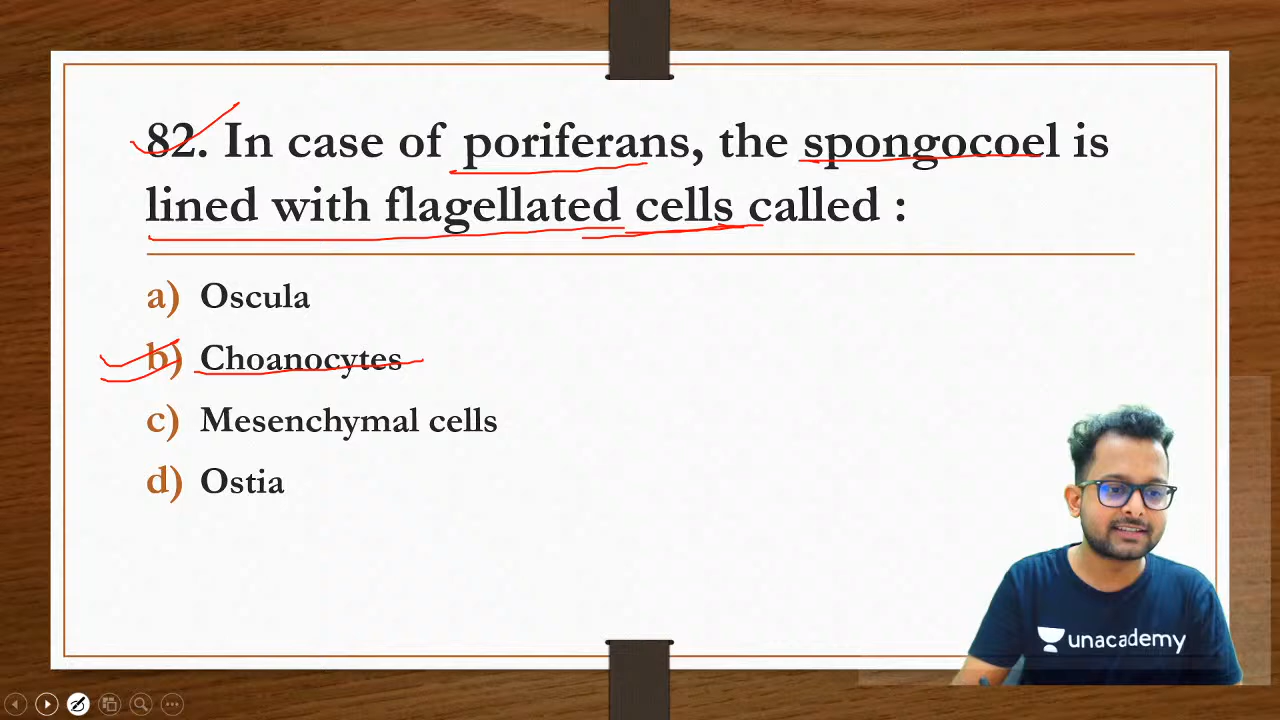 82. In case of poriferans, the spongocoel is
lined with flagellated cells called :
a) Oscula
b) Choanocytes
c) Mesenchymal cells
d) Ostia
unacademy